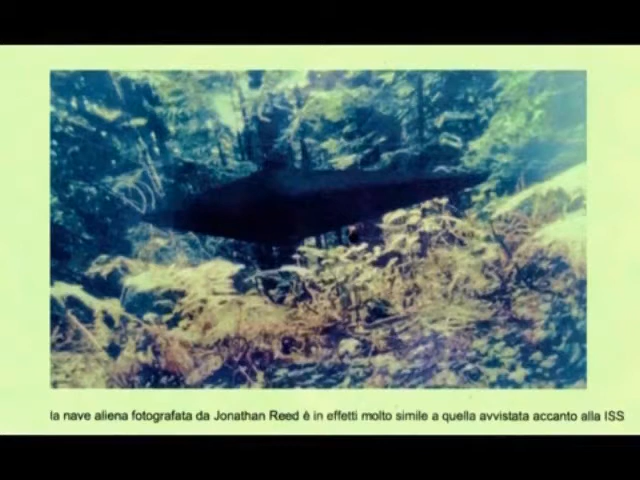 la nave aliena fotografata da Jonathan Reed è in effetti molto simile a quella avvistata accanto alla ISS